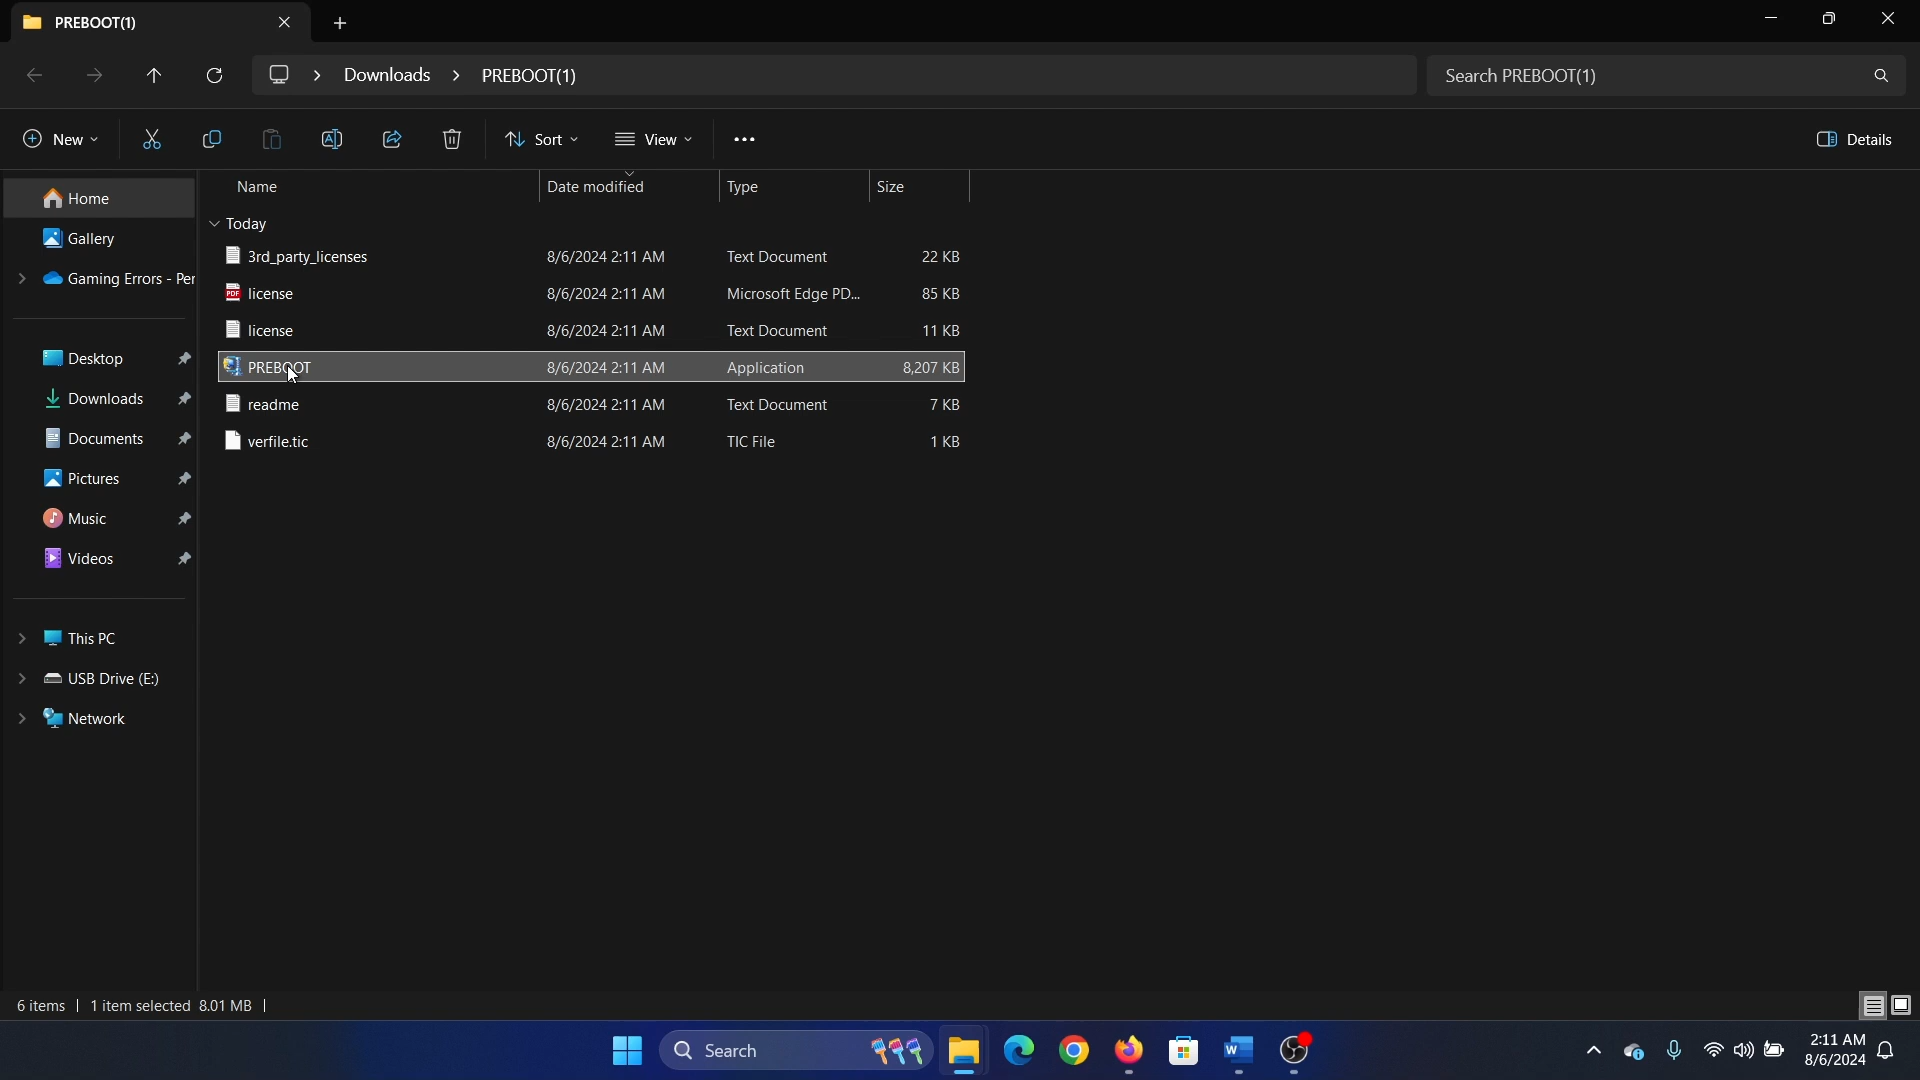 PREBOOT(1)
Downloads
PREBOOT(1)
Search PREBOOT(1)
New
Sort
View
Details
Name
Date modified
Type
Size
Home
Gallery
Gaming Errors - Per
Desktop
Downloads
Documents
Pictures
Music
Videos
This PC
USB Drive (E:)
Network
Today
3rd_party_licenses 8/6/2024 2:11 AM Text Document 22 KB
PDF
license 8/6/2024 2:11 AM Microsoft Edge PD... 85 KB
license 8/6/2024 2:11 AM Text Document 11 KB
PREBOOT 8/6/2024 2:11 AM Application 8,207 KB
readme 8/6/2024 2:11 AM Text Document 7 KB
verfile.tic 8/6/2024 2:11 AM TIC File 1 KB
6 items
1 item selected 8.01 MB
Search
W
2:11 AM
8/6/2024